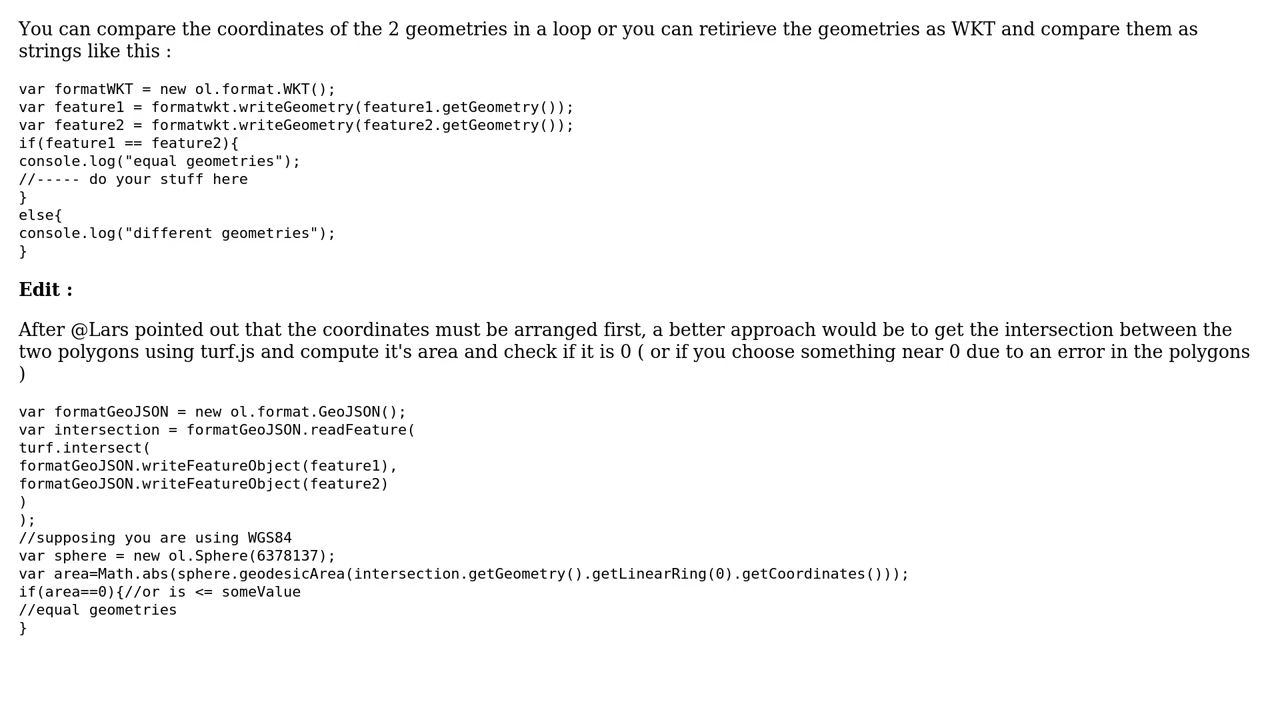 You can compare the coordinates of the 2 geometries in a loop or you can retirieve the geometries as WKT and compare them as
strings like this :
var formatWKT = new ol.format.WKT();
var feature1 = formatwkt.writeGeometry(feature1.getGeometry());
var feature2 = formatwkt.writeGeometry(feature2.getGeometry());
if(feature1 == feature2){
console.log("equal geometries");
//----- do your stuff here
}
else{
console.log("different geometries");
}
Edit :
After @Lars pointed out that the coordinates must be arranged first, a better approach would be to get the intersection between the
two polygons using turf.js and compute it's area and check if it is 0 ( or if you choose something near 0 due to an error in the polygons
)
var formatGeoJSON = new ol.format.GeoJSON();
var intersection = formatGeoJSON.readFeature(
turf.intersect(
formatGeoJSON.writeFeatureObject(feature1),
formatGeoJSON.writeFeatureObject(feature2)
)
);
//supposing you are using WGS84
var sphere = new ol.Sphere(6378137);
var area=Math.abs(sphere.geodesicArea(intersection.getGeometry().getLinearRing(0).getCoordinates()));
if(area==0){//or is <= someValue
//equal geometries
}